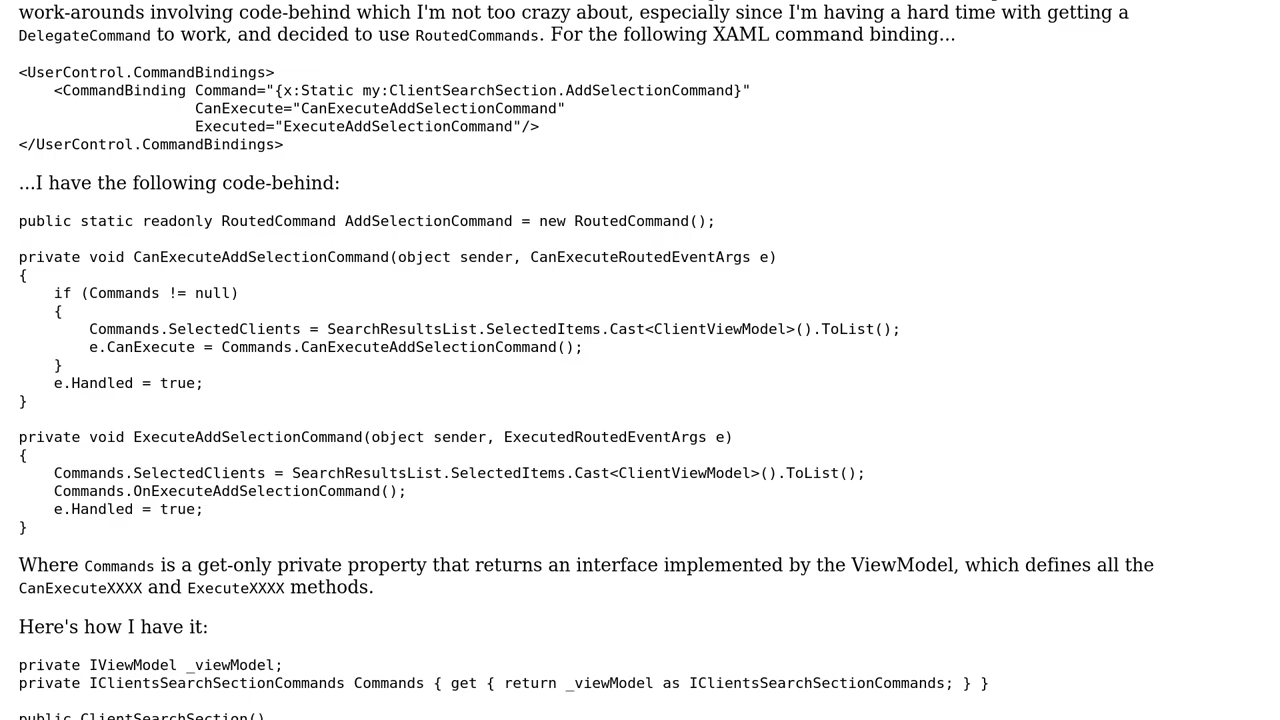 work-arounds involving code-behind which I'm not too crazy about, especially since I'm having a hard time with getting a
DelegateCommand to work, and decided to use RoutedCommands. For the following XAML command binding...
<UserControl.CommandBindings>
    <CommandBinding Command="{x:Static my:ClientSearchSection.AddSelectionCommand}"
                    CanExecute="CanExecuteAddSelectionCommand"
                    Executed="ExecuteAddSelectionCommand"/>
</UserControl.CommandBindings>
...I have the following code-behind:
public static readonly RoutedCommand AddSelectionCommand = new RoutedCommand();
private void CanExecuteAddSelectionCommand(object sender, CanExecuteRoutedEventArgs e)
{
    if (Commands != null)
    {
        Commands.SelectedClients = SearchResultsList.SelectedItems.Cast<ClientViewModel>().ToList();
        e.CanExecute = Commands.CanExecuteAddSelectionCommand();
    }
    e.Handled = true;
}
private void ExecuteAddSelectionCommand(object sender, ExecutedRoutedEventArgs e)
{
    Commands.SelectedClients = SearchResultsList.SelectedItems.Cast<ClientViewModel>().ToList();
    Commands.OnExecuteAddSelectionCommand();
    e.Handled = true;
}
Where Commands is a get-only private property that returns an interface implemented by the ViewModel, which defines all the
CanExecuteXXXX and ExecuteXXXX methods.
Here's how I have it:
private IViewModel _viewModel;
private IClientsSearchSectionCommands Commands { get { return _viewModel as IClientsSearchSectionCommands; } }
public ClientSearchSection()